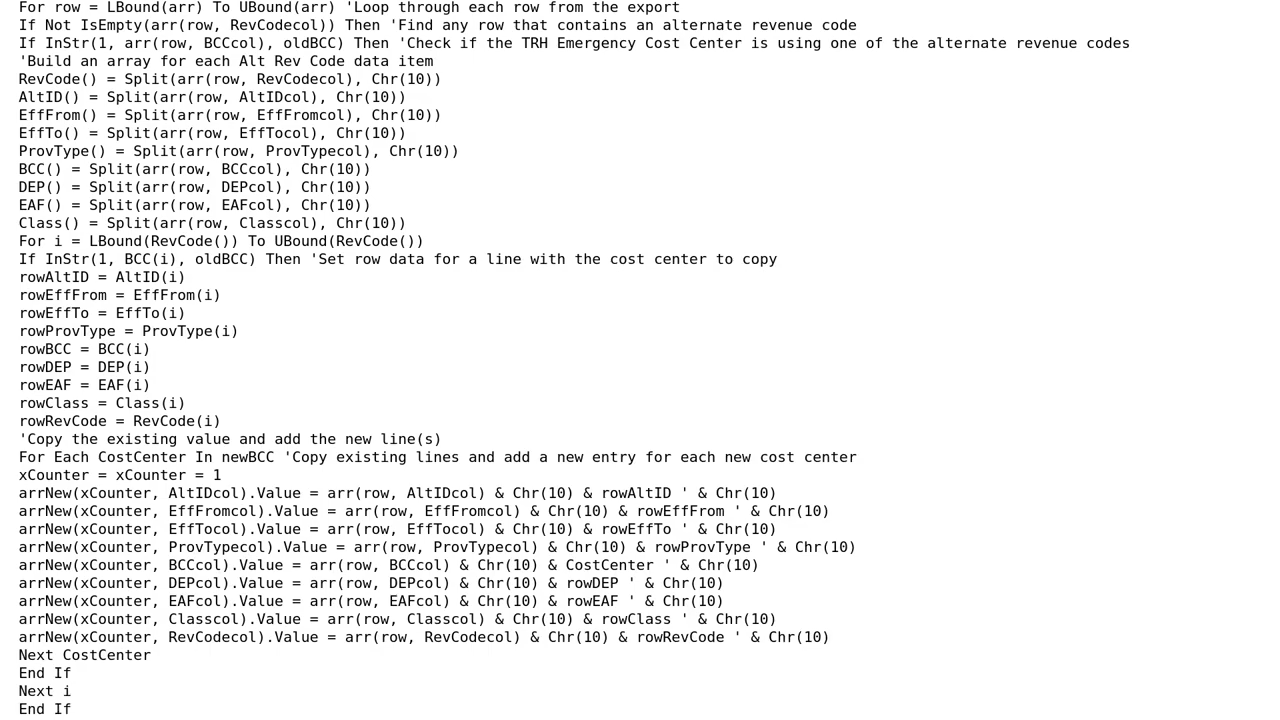 For row = LBound(arr) To UBound(arr) 'Loop through each row from the export
If Not IsEmpty(arr(row, RevCodecol)) Then 'Find any row that contains an alternate revenue code
If InStr(1, arr(row, BCCcol), oldBCC) Then 'Check if the TRH Emergency Cost Center is using one of the alternate revenue codes
'Build an array for each Alt Rev Code data item
RevCode() = Split(arr(row, RevCodecol), Chr(10))
AltID() = Split(arr(row, AltIDcol), Chr(10))
EffFrom() = Split(arr(row, EffFromcol), Chr(10))
EffTo() = Split(arr(row, EffTocol), Chr(10))
ProvType() = Split(arr(row, ProvTypecol), Chr(10))
BCC() = Split(arr(row, BCCcol), Chr(10))
DEP() = Split(arr(row, DEPcol), Chr(10))
EAF() = Split(arr(row, EAFcol), Chr(10))
Class() = Split(arr(row, Classcol), Chr(10))
For i = LBound(RevCode()) To UBound(RevCode())
If InStr(1, BCC(i), oldBCC) Then 'Set row data for a line with the cost center to copy
rowAltID = AltID(i)
rowEffFrom = EffFrom(i)
rowEffTo = EffTo(i)
rowProvType = ProvType(i)
rowBCC = BCC(i)
rowDEP = DEP(i)
rowEAF = EAF(i)
rowClass = Class(i)
rowRevCode = RevCode(i)
'Copy the existing value and add the new line(s)
For Each CostCenter In newBCC 'Copy existing lines and add a new entry for each new cost center
xCounter = xCounter = 1
arrNew(xCounter, AltIDcol).Value = arr(row, AltIDcol) & Chr(10) & rowAltID ' & Chr(10)
arrNew(xCounter, EffFromcol).Value = arr(row, EffFromcol) & Chr(10) & rowEffFrom ' & Chr(10)
arrNew(xCounter, EffTocol).Value = arr(row, EffTocol) & Chr(10) & rowEffTo ' & Chr(10)
arrNew(xCounter, ProvTypecol).Value = arr(row, ProvTypecol) & Chr(10) & rowProvType ' & Chr(10)
arrNew(xCounter, BCCcol).Value = arr(row, BCCcol) & Chr(10) & CostCenter ' & Chr(10)
arrNew(xCounter, DEPcol).Value = arr(row, DEPcol) & Chr(10) & rowDEP ' & Chr(10)
arrNew(xCounter, EAFcol).Value = arr(row, EAFcol) & Chr(10) & rowEAF ' & Chr(10)
arrNew(xCounter, Classcol).Value = arr(row, Classcol) & Chr(10) & rowClass ' & Chr(10)
arrNew(xCounter, RevCodecol).Value = arr(row, RevCodecol) & Chr(10) & rowRevCode ' & Chr(10)
Next CostCenter
End If
Next i
End If